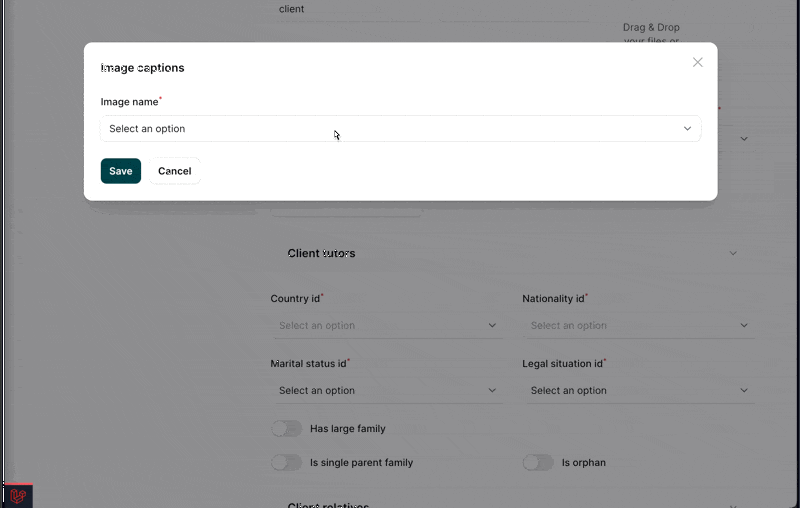 client
Drag & Drop
your files or
Image captions
Image name*
Select an option
Save
Cancel
Client tutors
Country id*
Nationality id*
Select an option
Select an option
Marital status id*
Legal situation id*
Select an option
Select an option
Has large family
Is single parent family
Is orphan
Client relatives